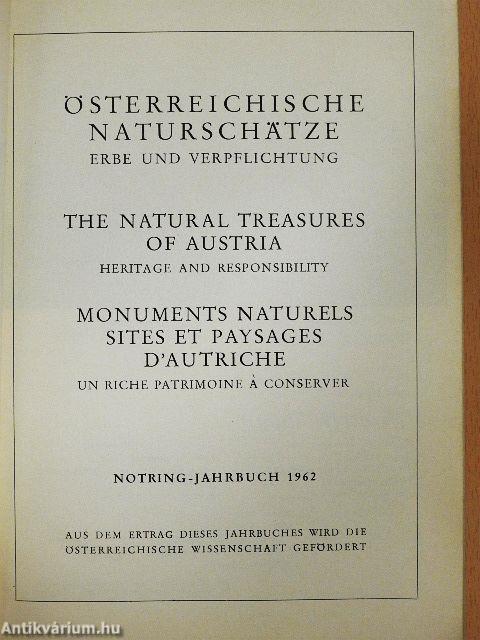 ÖSTERREICHISCHE
NATURSCHÄTZE
ERBE UND VERPFLICHTUNG
THE NATURAL TREASURES
OF AUSTRIA
HERITAGE AND RESPONSIBILITY
MONUMENTS NATURELS
SITES ET PAYSAGES
D'AUTRICHE
UN RICHE PATRIMOINE À CONSERVER
NOTRING-JAHRBUCH 1962
AUS DEM ERTRAG DIESES JAHRBUCHES WIRD DIE
ÖSTERREICHISCHE WISSENSCHAFT GEFÖRDERT
Antikvárium.hu